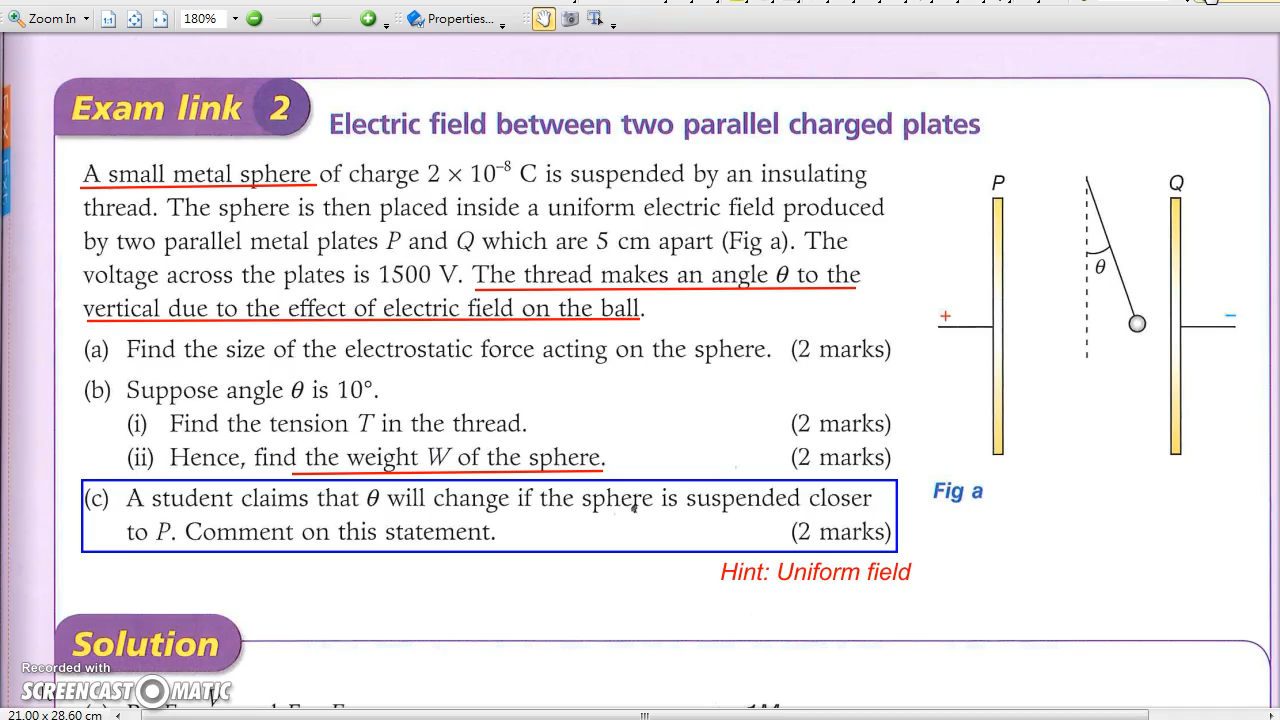 Zoom In
180%
Properties...
Exam link 2
Electric field between two parallel charged plates
A small metal sphere of charge 2 × 10⁻⁸ C is suspended by an insulating
thread. The sphere is then placed inside a uniform electric field produced
by two parallel metal plates P and Q which are 5 cm apart (Fig a). The
voltage across the plates is 1500 V. The thread makes an angle θ to the
vertical due to the effect of electric field on the ball.
(a) Find the size of the electrostatic force acting on the sphere. (2 marks)
(b) Suppose angle θ is 10°.
(i) Find the tension T in the thread. (2 marks)
(ii) Hence, find the weight W of the sphere. (2 marks)
(c) A student claims that θ will change if the sphere is suspended closer
to P. Comment on this statement. (2 marks)
Hint: Uniform field
P
Q
θ
+
−
Fig a
Solution
Recorded with
SCREENCAST MATIC
21.00 x 28.60 cm